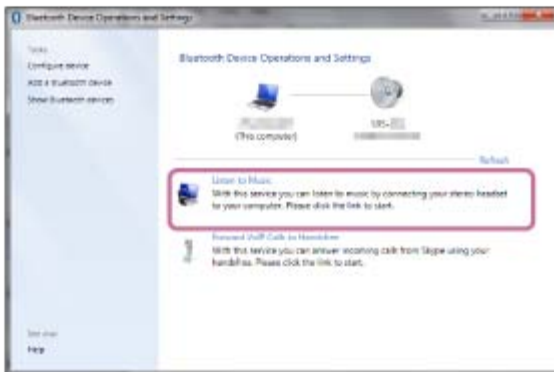 Bluetooth Device Operations and Settings
Tasks
Configure device
Add a Bluetooth device
Show Bluetooth devices
See also
Help
Bluetooth Device Operations and Settings
(This computer)
Refresh
Listen to Music
With this service you can listen to music by connecting your stereo headset
to your computer. Please click the link to start.
Forward VoIP Calls to Handsfree
With this service you can answer incoming calls from Skype using your
handsfree. Please click the link to start.